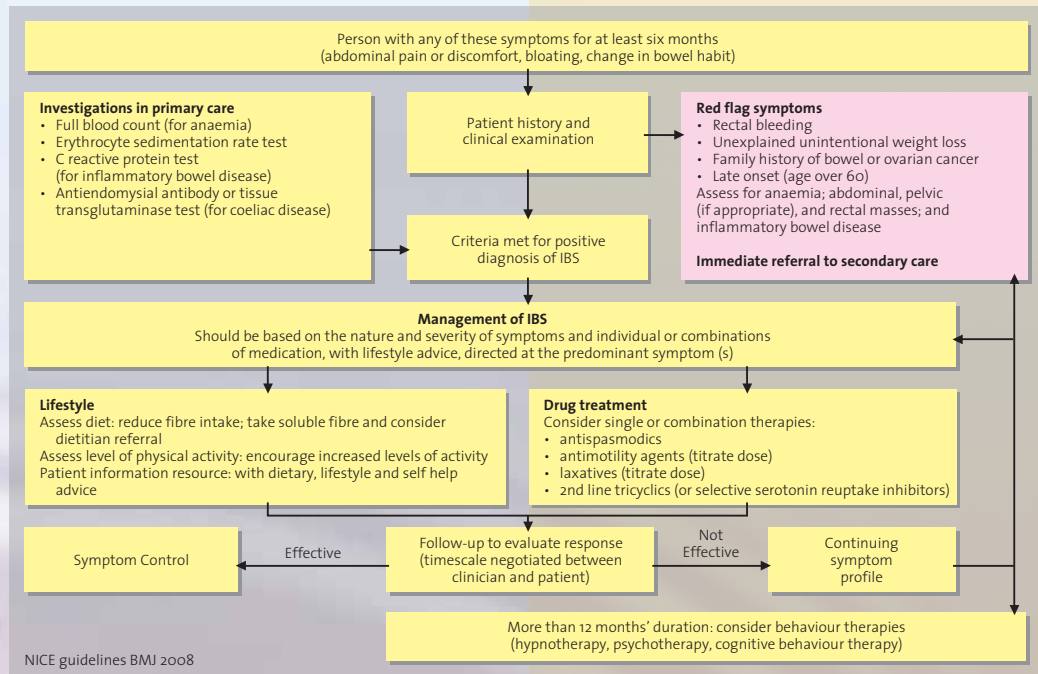 Person with any of these symptoms for at least six months
(abdominal pain or discomfort, bloating, change in bowel habit)
Investigations in primary care
• Full blood count (for anaemia)
• Erythrocyte sedimentation rate test
• C reactive protein test
(for inflammatory bowel disease)
• Antiendomysial antibody or tissue
transglutaminase test (for coeliac disease)
Patient history and
clinical examination
Red flag symptoms
• Rectal bleeding
• Unexplained unintentional weight loss
• Family history of bowel or ovarian cancer
• Late onset (age over 60)
Assess for anaemia; abdominal, pelvic
(if appropriate), and rectal masses; and
inflammatory bowel disease
Immediate referral to secondary care
Criteria met for positive
diagnosis of IBS
Management of IBS
Should be based on the nature and severity of symptoms and individual or combinations
of medication, with lifestyle advice, directed at the predominant symptom (s)
Lifestyle
Assess diet: reduce fibre intake; take soluble fibre and consider
dietitian referral
Assess level of physical activity: encourage increased levels of activity
Patient information resource: with dietary, lifestyle and self help
advice
Drug treatment
Consider single or combination therapies:
• antispasmodics
• antimotility agents (titrate dose)
• laxatives (titrate dose)
• 2nd line tricyclics (or selective serotonin reuptake inhibitors)
Symptom Control
Effective
Follow-up to evaluate response
(timescale negotiated between
clinician and patient)
Not
Effective
Continuing
symptom
profile
More than 12 months' duration: consider behaviour therapies
(hypnotherapy, psychotherapy, cognitive behaviour therapy)
NICE guidelines BMJ 2008